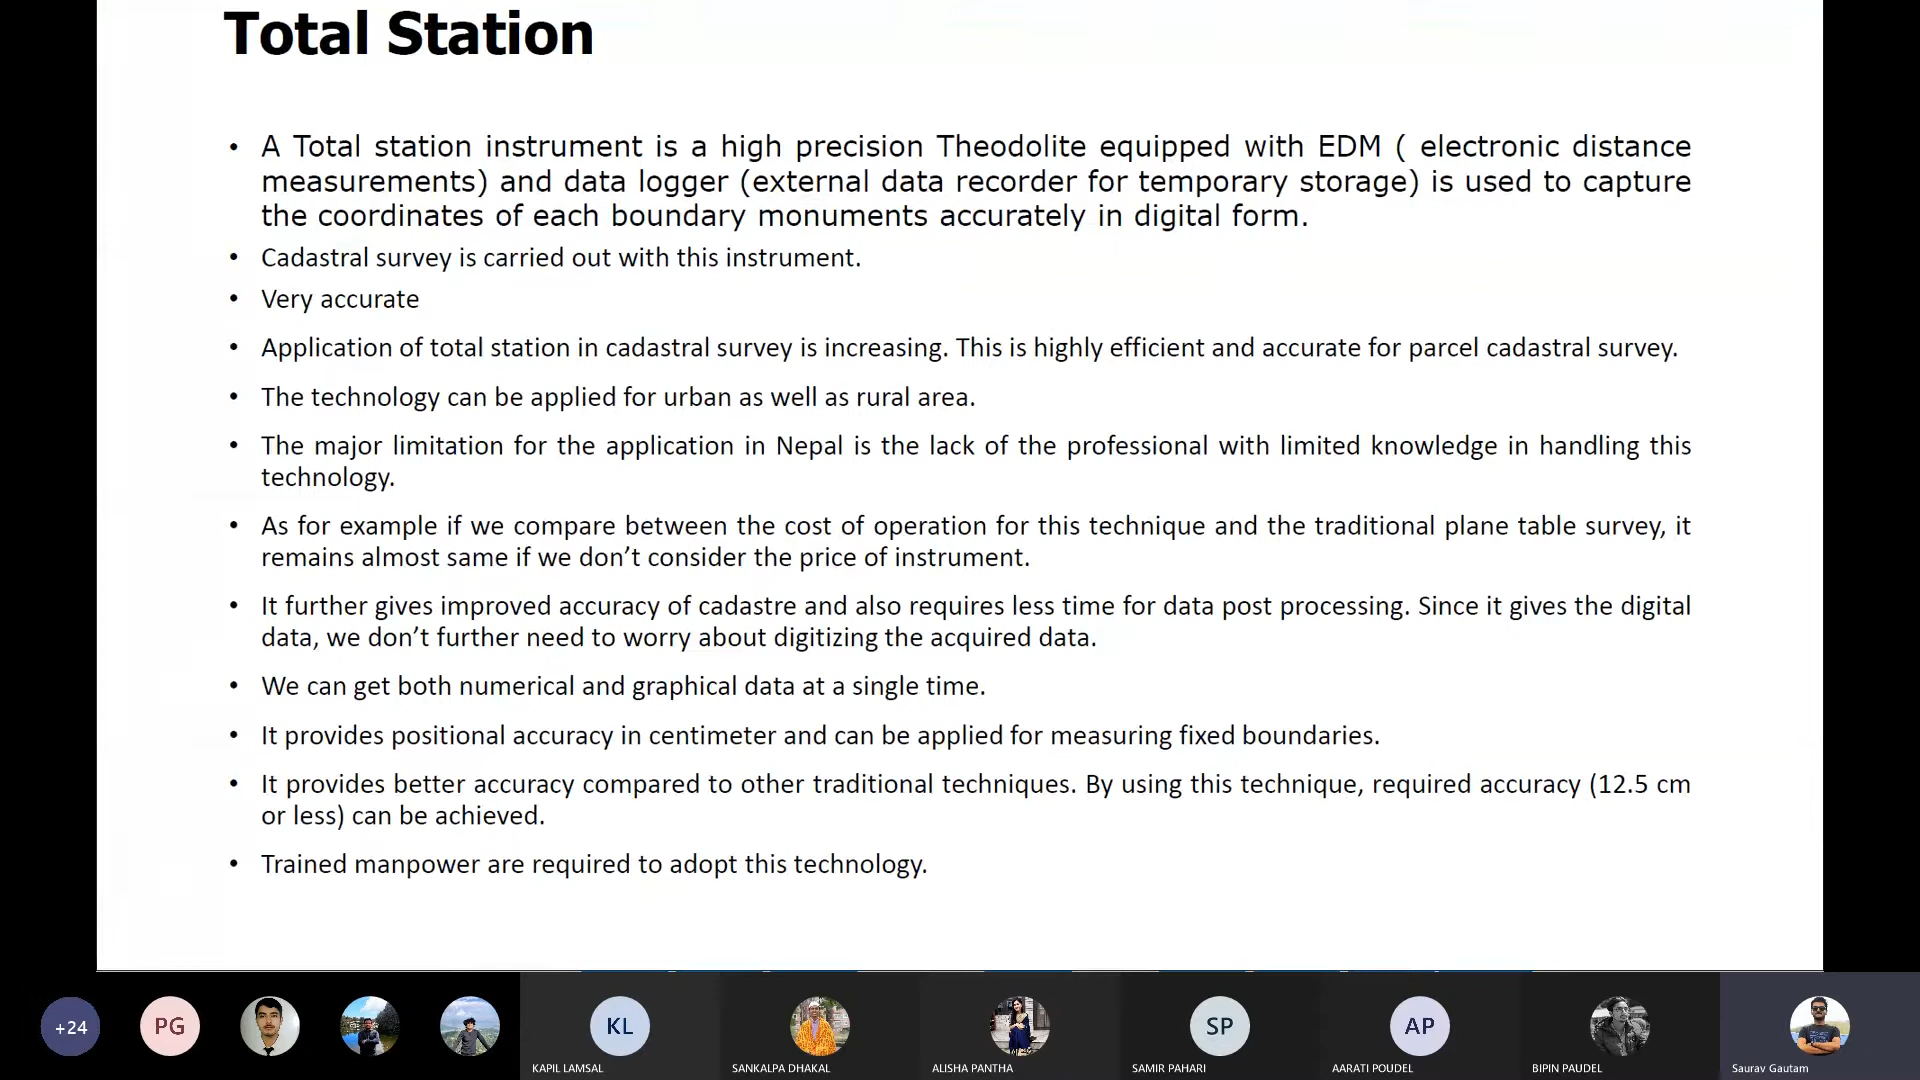 Total Station
• A Total station instrument is a high precision Theodolite equipped with EDM ( electronic distance
measurements) and data logger (external data recorder for temporary storage) is used to capture
the coordinates of each boundary monuments accurately in digital form.
• Cadastral survey is carried out with this instrument.
• Very accurate
• Application of total station in cadastral survey is increasing. This is highly efficient and accurate for parcel cadastral survey.
• The technology can be applied for urban as well as rural area.
• The major limitation for the application in Nepal is the lack of the professional with limited knowledge in handling this
technology.
• As for example if we compare between the cost of operation for this technique and the traditional plane table survey, it
remains almost same if we don’t consider the price of instrument.
• It further gives improved accuracy of cadastre and also requires less time for data post processing. Since it gives the digital
data, we don’t further need to worry about digitizing the acquired data.
• We can get both numerical and graphical data at a single time.
• It provides positional accuracy in centimeter and can be applied for measuring fixed boundaries.
• It provides better accuracy compared to other traditional techniques. By using this technique, required accuracy (12.5 cm
or less) can be achieved.
• Trained manpower are required to adopt this technology.
+24 PG KL SP AP
KAPIL LAMSAL SANKALPA DHAKAL ALISHA PANTHA SAMIR PAHARI AARATI POUDEL BIPIN PAUDEL Saurav Gautam